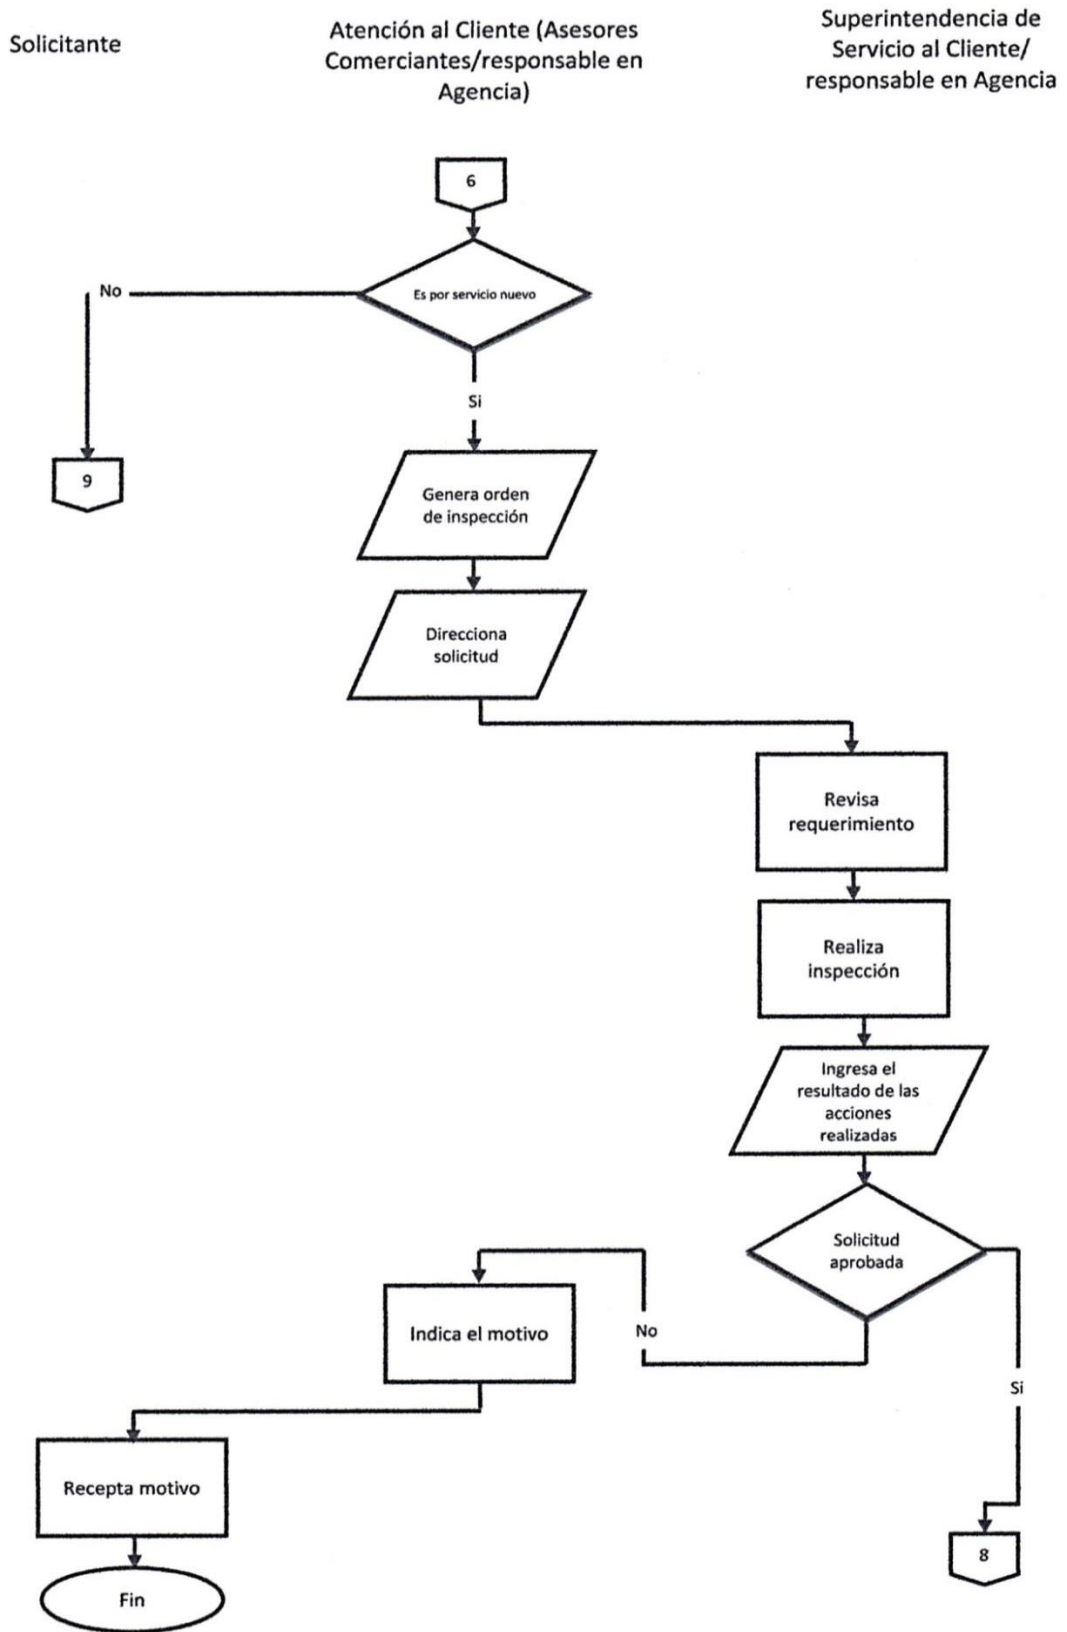 Solicitante
Atención al Cliente (Asesores
Comerciantes/responsable en
Agencia)
Superintendencia de
Servicio al Cliente/
responsable en Agencia
6
Es por servicio nuevo
No
Si
9
Genera orden
de inspección
Direcciona
solicitud
Revisa
requerimiento
Realiza
inspección
Ingresa el
resultado de las
acciones
realizadas
Solicitud
aprobada
Indica el motivo
No
Si
Recepta motivo
8
Fin